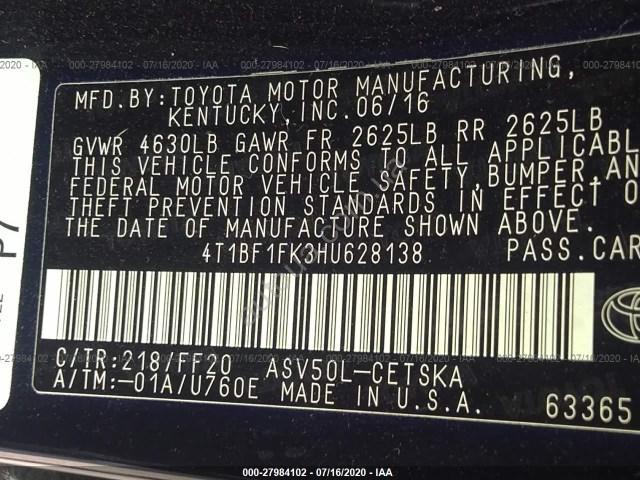 000-27984102 - 07/16/2020 - IAA
MFD.BY:TOYOTA MOTOR MANUFACTURING,
KENTUCKY,INC.06/16
GVWR 4630LB GAWR FR 2625LB RR 2625LB
THIS VEHICLE CONFORMS TO ALL APPLICABL
FEDERAL MOTOR VEHICLE SAFETY,BUMPER,AN
THEFT PREVENTION STANDARDS IN EFFECT O
THE DATE OF MANUFACTURE SHOWN ABOVE.
4T1BF1FK3HU628138 PASS.CAR
C/TR:218/FF20 ASV50L-CETSKA
A/TM:-01A/U760E MADE IN U.S.A. 63365
P7
000-27984102 - 07/16/2020 - IAA